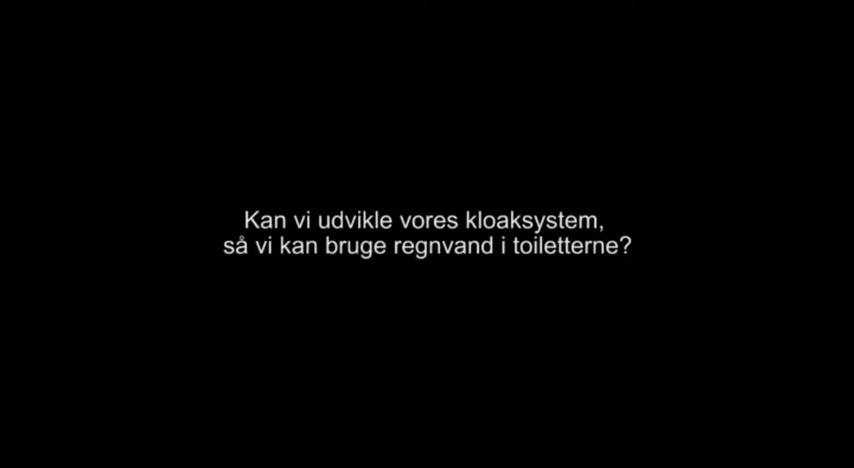 Kan vi udvikle vores kloaksystem,
så vi kan bruge regnvand i toiletterne?